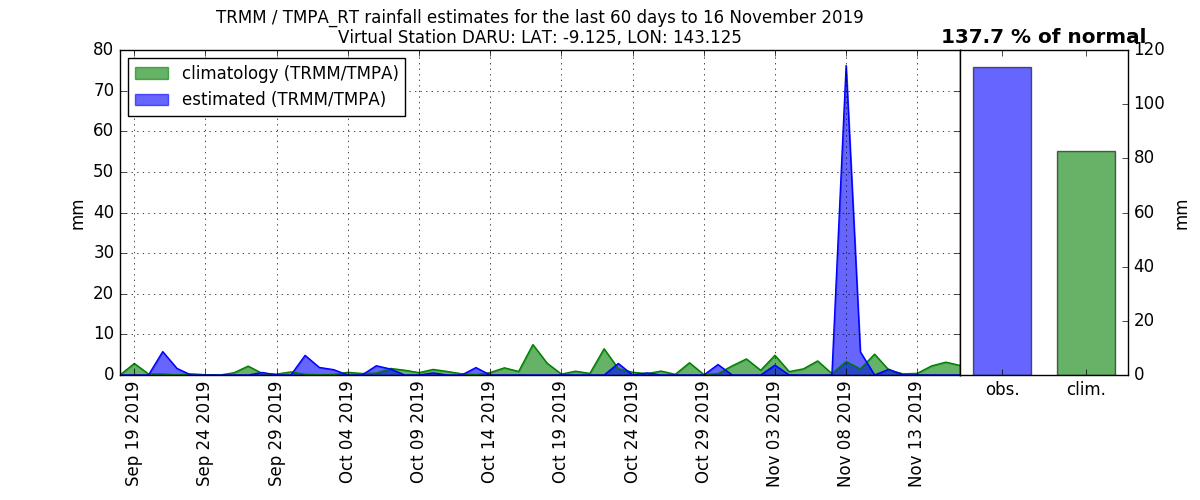 TRMM / TMPA_RT rainfall estimates for the last 60 days to 16 November 2019
Virtual Station DARU: LAT: -9.125, LON: 143.125
137.7 % of normal
climatology (TRMM/TMPA)
estimated (TRMM/TMPA)
mm
80
70
60
50
40
30
20
10
0
Sep 19 2019
Sep 24 2019
Sep 29 2019
Oct 04 2019
Oct 09 2019
Oct 14 2019
Oct 19 2019
Oct 24 2019
Oct 29 2019
Nov 03 2019
Nov 08 2019
Nov 13 2019
obs.
clim.
120
100
80
60
40
20
0
mm